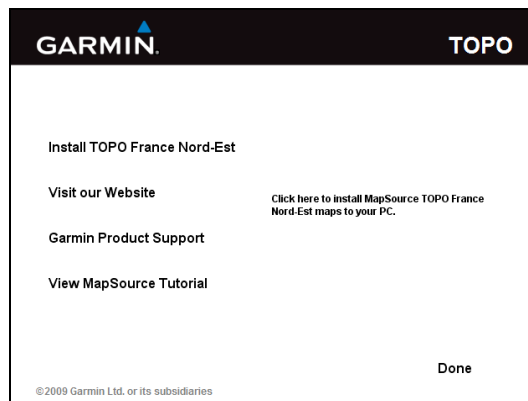 GARMIN.
TOPO
Install TOPO France Nord-Est
Visit our Website
Click here to install MapSource TOPO France
Nord-Est maps to your PC.
Garmin Product Support
View MapSource Tutorial
Done
©2009 Garmin Ltd. or its subsidiaries